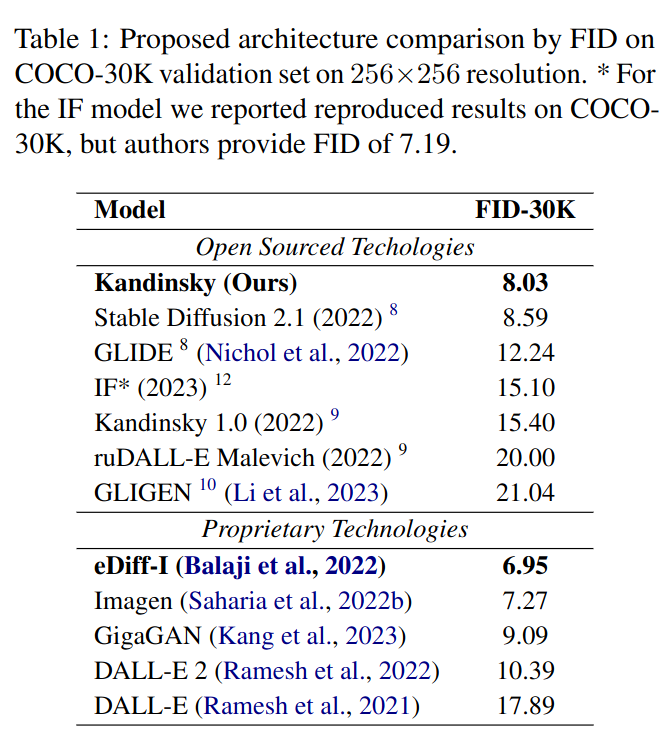 Table 1: Proposed architecture comparison by FID on
COCO-30K validation set on 256×256 resolution. * For
the IF model we reported reproduced results on COCO-
30K, but authors provide FID of 7.19.
Model FID-30K
Open Sourced Techologies
Kandinsky (Ours) 8.03
Stable Diffusion 2.1 (2022) 8 8.59
GLIDE 8 (Nichol et al., 2022) 12.24
IF* (2023) 12 15.10
Kandinsky 1.0 (2022) 9 15.40
ruDALL-E Malevich (2022) 9 20.00
GLIGEN 10 (Li et al., 2023) 21.04
Proprietary Technologies
eDiff-I (Balaji et al., 2022) 6.95
Imagen (Saharia et al., 2022b) 7.27
GigaGAN (Kang et al., 2023) 9.09
DALL-E 2 (Ramesh et al., 2022) 10.39
DALL-E (Ramesh et al., 2021) 17.89